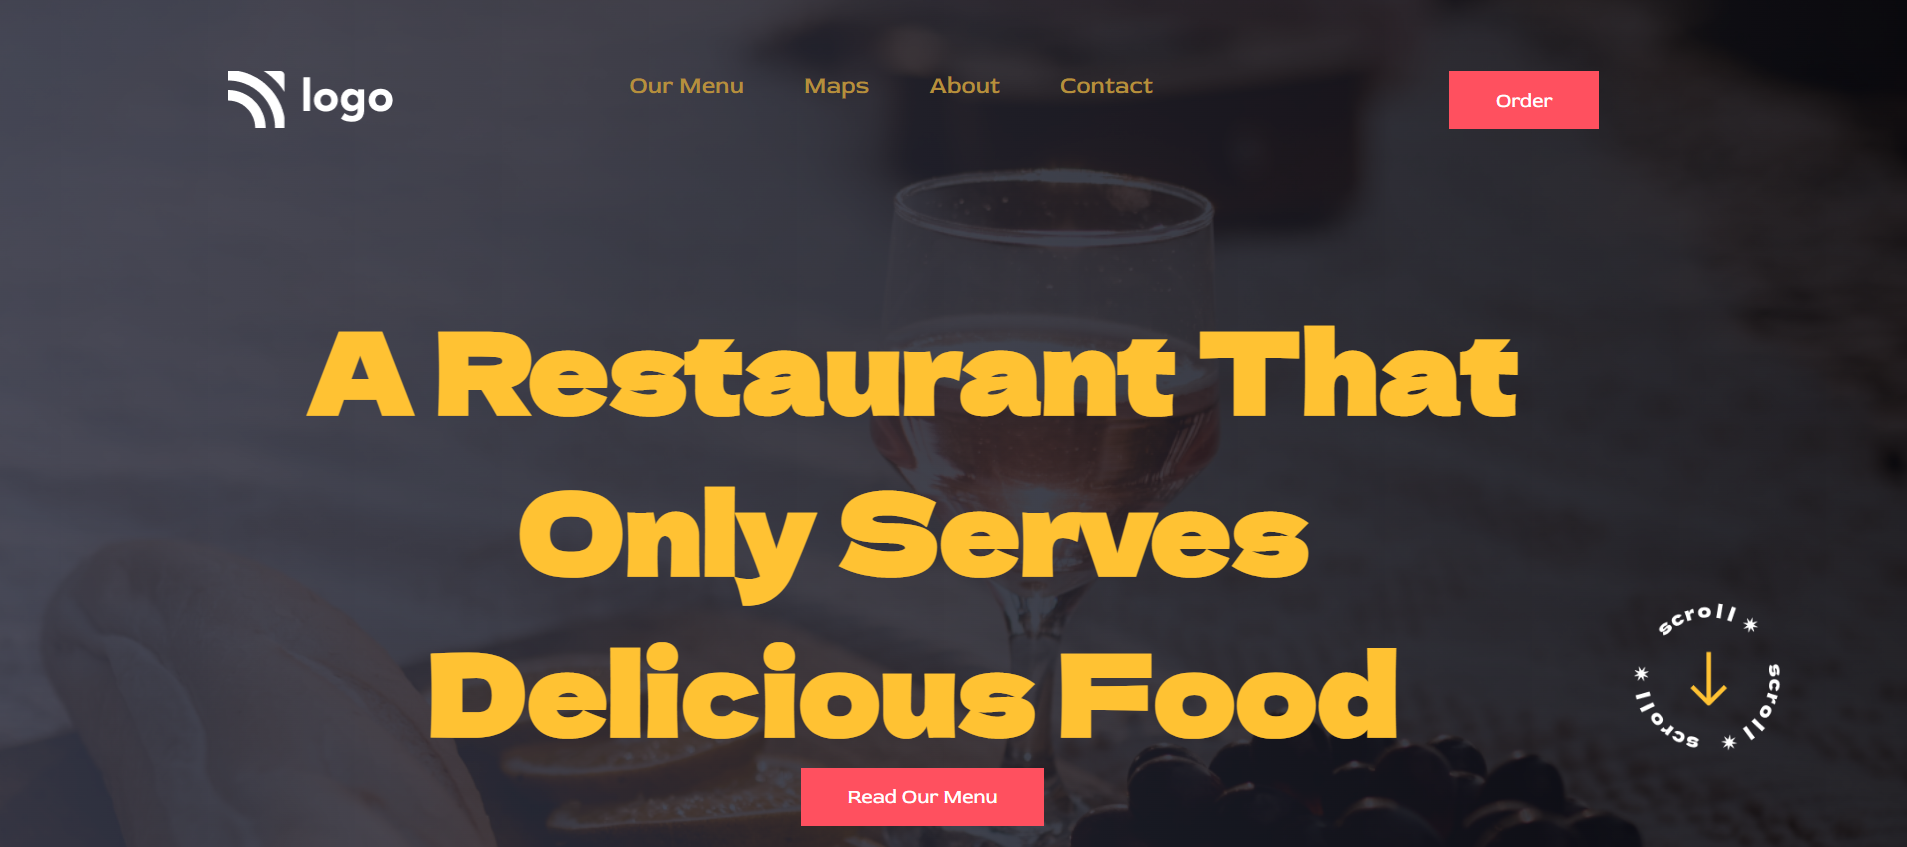 logo
Our Menu
Maps
About
Contact
Order
A Restaurant That
Only Serves
Delicious Food
scroll ✷ scroll ✷ scroll ✷
Read Our Menu